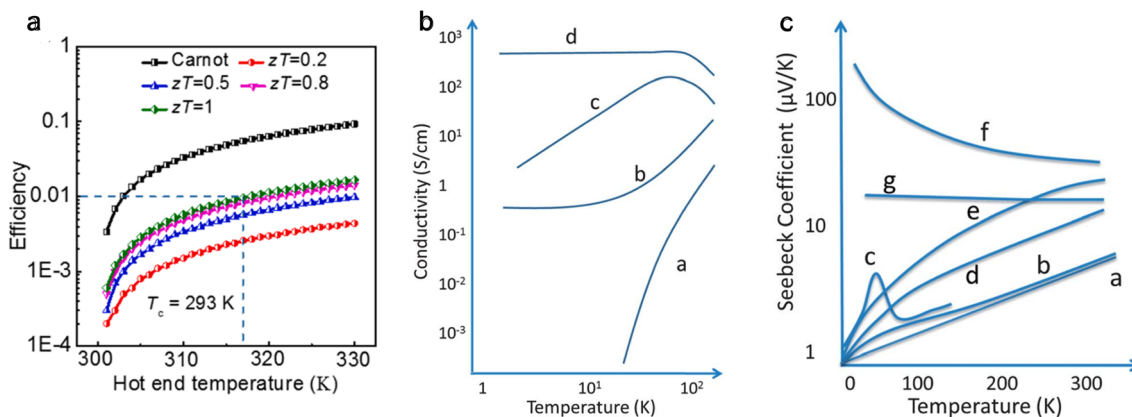 a
1
0.1
0.01
1E-3
1E-4
Efficiency
Carnot zT=0.2
zT=0.5 zT=0.8
zT=1
Tc = 293 K
300 310 320 330
Hot end temperature (K)
b
10³
10²
10¹
1
10⁻¹
10⁻²
10⁻³
Conductivity (S/cm)
d
c
b
a
1 10¹ 10²
Temperature (K)
c
100
10
1
Seebeck Coefficient (μV/K)
f
g
e
c
d
b
a
0 100 200 300
Temperature (K)